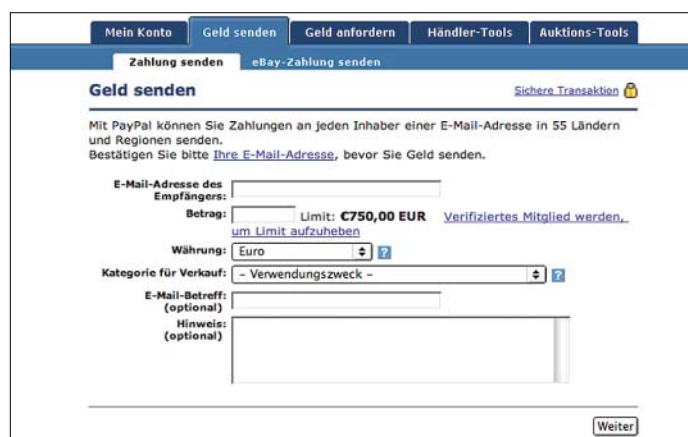 Mein Konto Geld senden Geld anfordern Händler-Tools Auktions-Tools
Zahlung senden eBay-Zahlung senden
Geld senden Sichere Transaktion
Mit PayPal können Sie Zahlungen an jeden Inhaber einer E-Mail-Adresse in 55 Ländern
und Regionen senden.
Bestätigen Sie bitte Ihre E-Mail-Adresse, bevor Sie Geld senden.
E-Mail-Adresse des
Empfängers:
Betrag: Limit: €750,00 EUR Verifiziertes Mitglied werden,
um Limit aufzuheben
Währung: Euro ?
Kategorie für Verkauf: – Verwendungszweck – ?
E-Mail-Betreff:
(optional)
Hinweis:
(optional)
Weiter